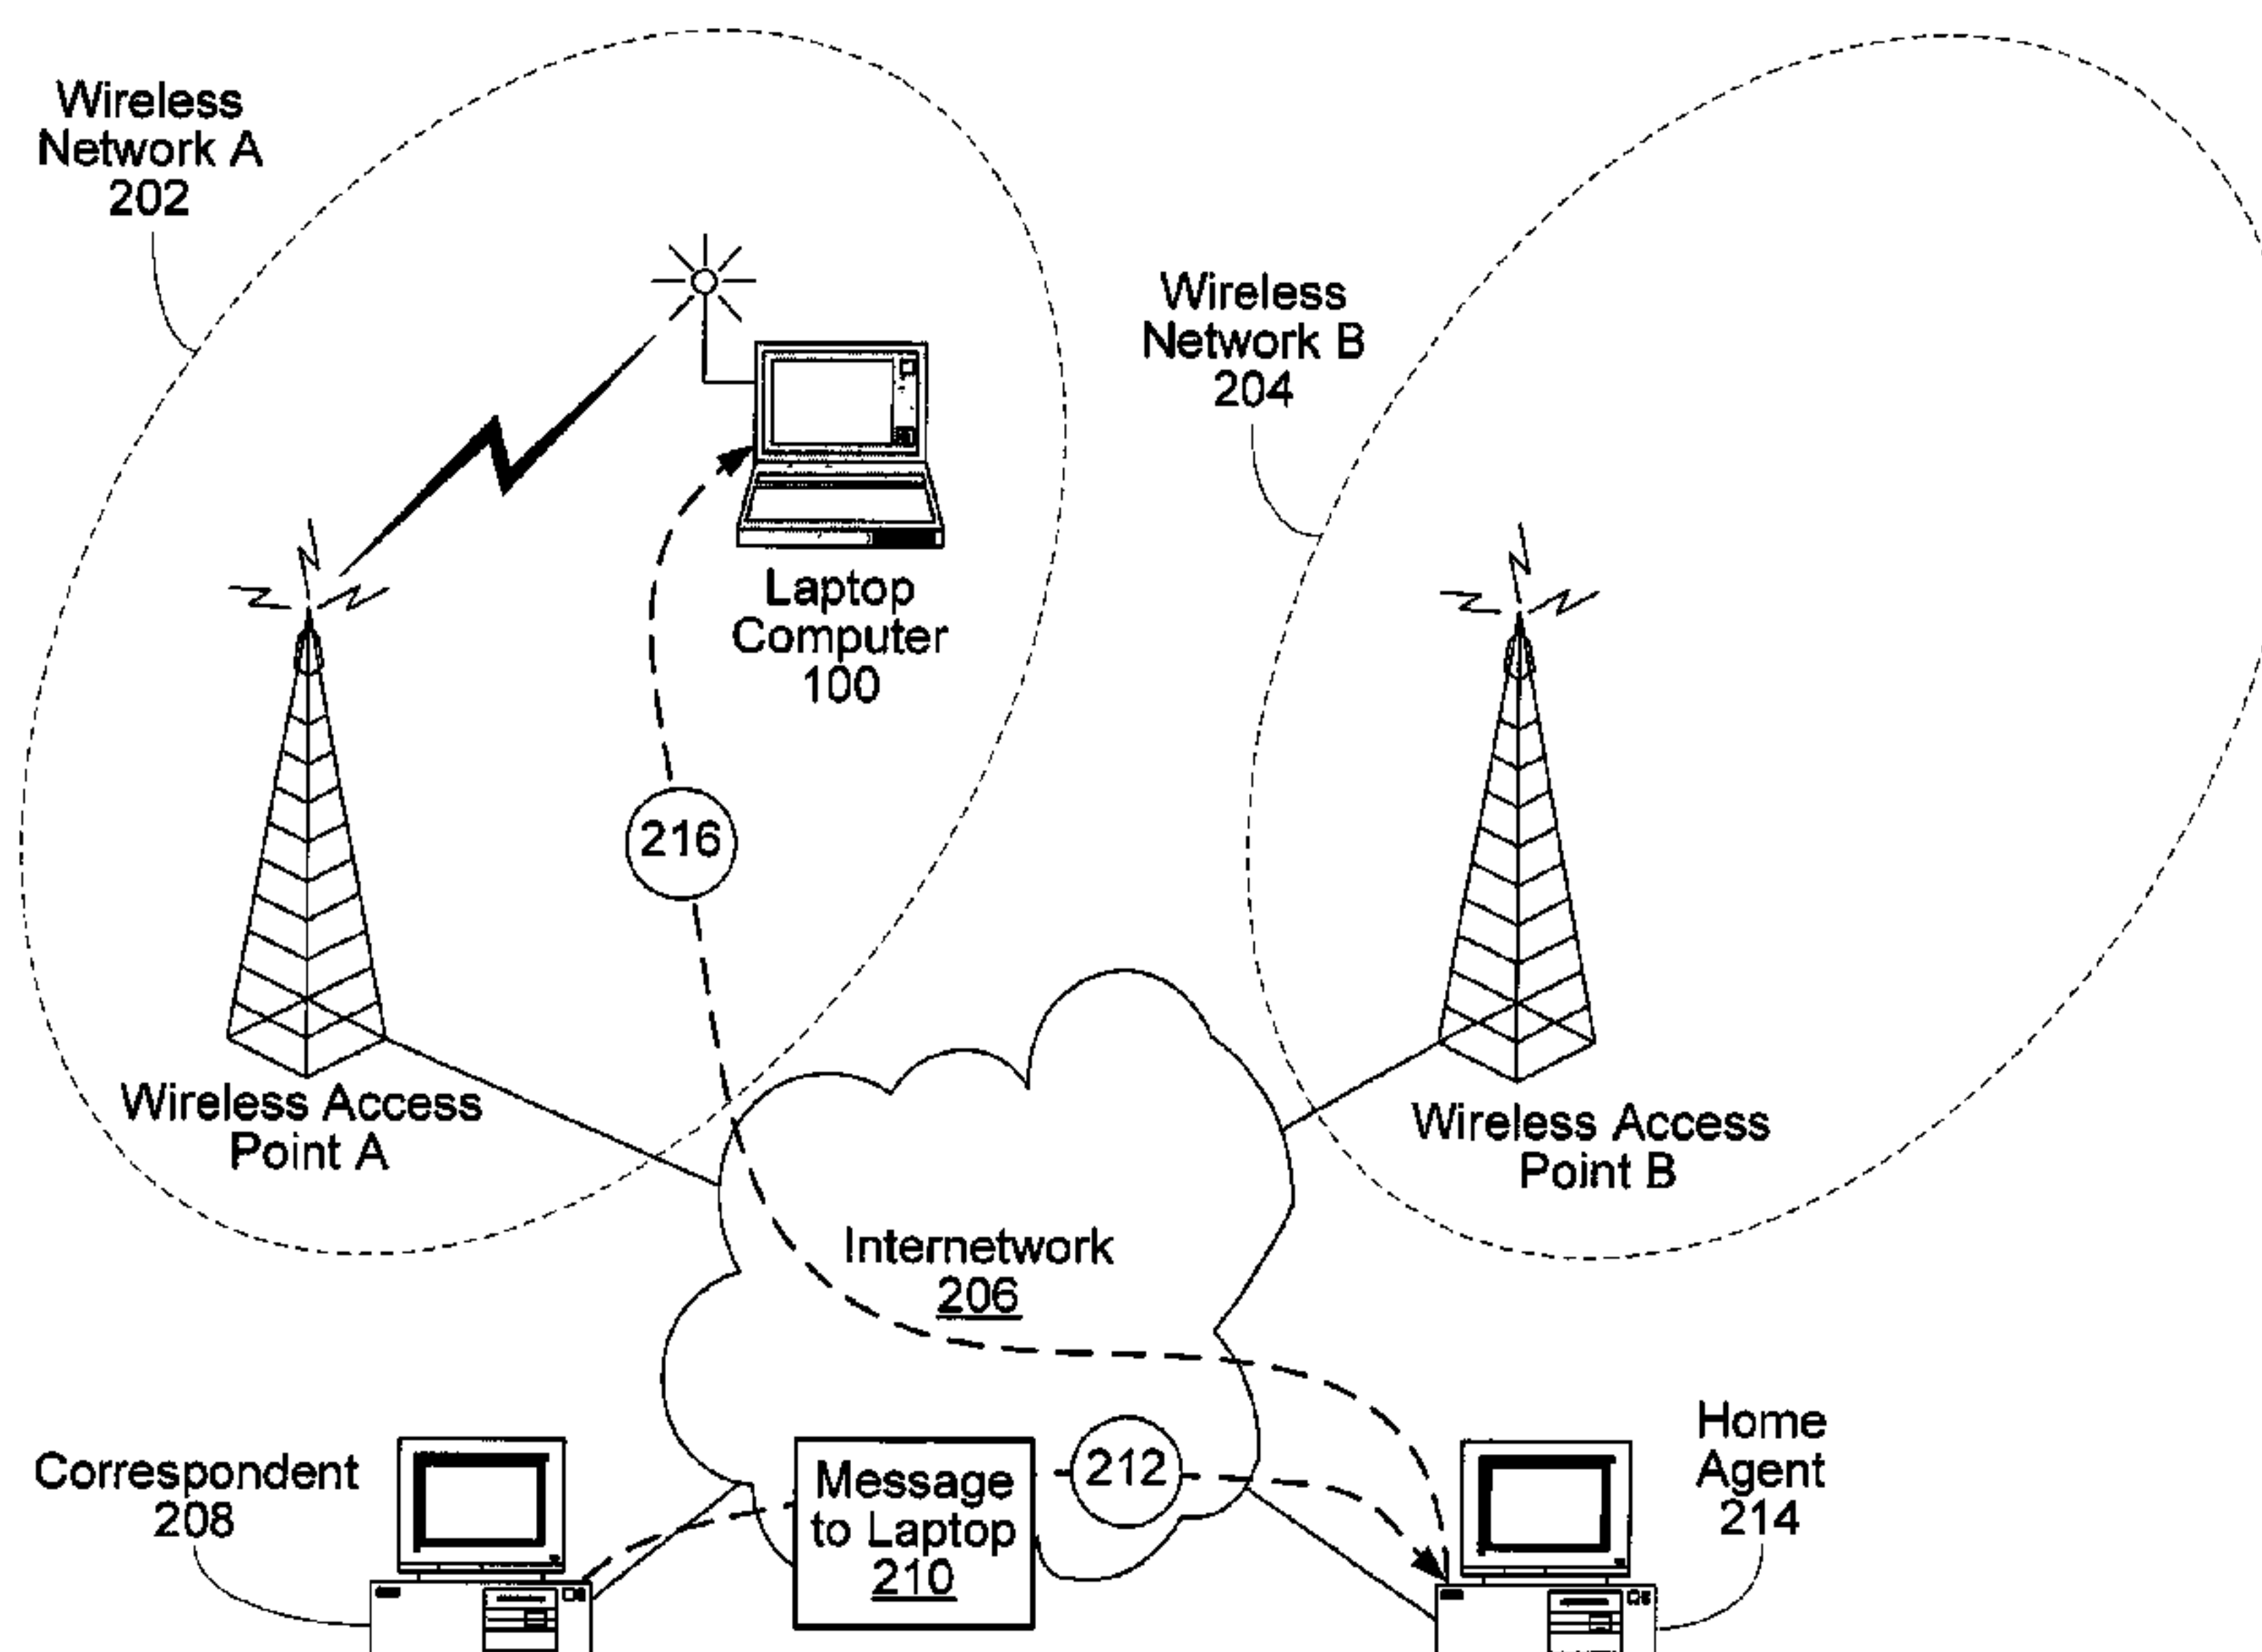 Wireless
Network A
202
Wireless
Network B
204
Laptop
Computer
100
216
Wireless Access
Point A
Wireless Access
Point B
Internetwork
206
Correspondent
208
Message
to Laptop
210
212
Home
Agent
214